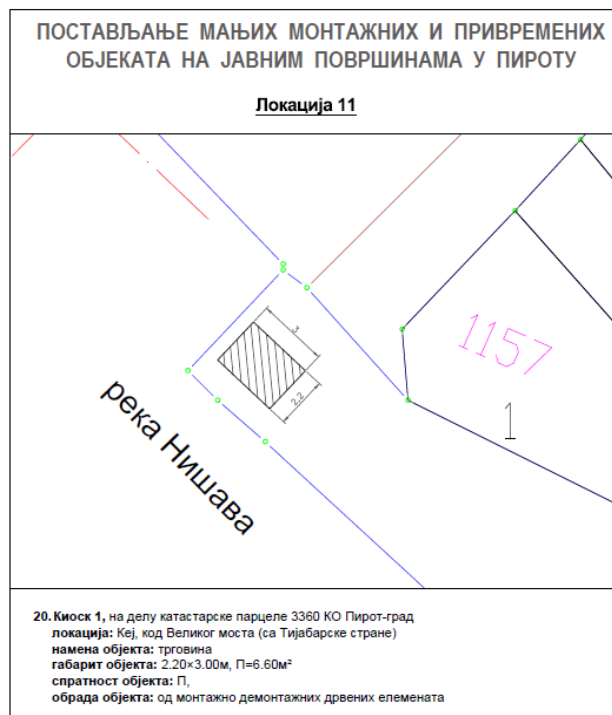 ПОСТАВЉАЊЕ МАЊИХ МОНТАЖНИХ И ПРИВРЕМЕНИХ
ОБЈЕКАТА НА ЈАВНИМ ПОВРШИНАМА У ПИРОТУ
Локација 11
3
2,2
1157
1
река Нишава
20. Киоск 1, на делу катастарске парцеле 3360 КО Пирот-град
локација: Кеј, код Великог моста (са Тијабарске стране)
намена објекта: трговина
габарит објекта: 2.20×3.00м, П=6.60м²
спратност објекта: П,
обрада објекта: од монтажно демонтажних дрвених елемената